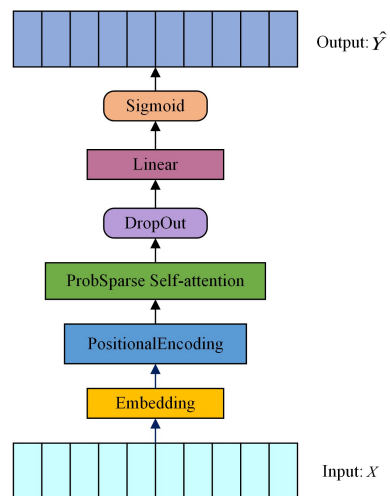 Output: Ŷ
Sigmoid
Linear
DropOut
ProbSparse Self-attention
PositionalEncoding
Embedding
Input: X